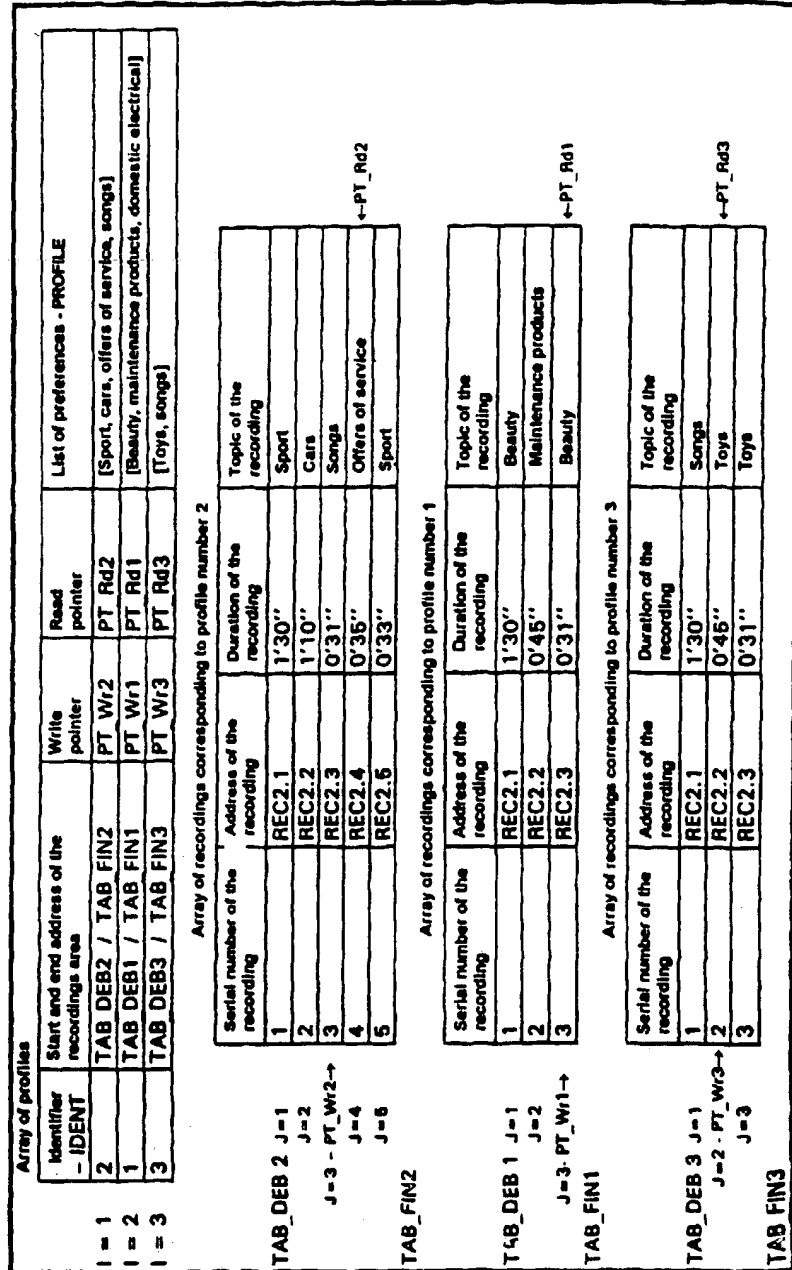 Array of profiles
Identifier – IDENT | Start and end address of the recordings area | Write pointer | Read pointer | List of preferences - PROFILE
I = 1 | 2 | TAB DEB2 / TAB FIN2 | PT Wr2 | PT Rd2 | [Sport, cars, offers of service, songs]
I = 2 | 1 | TAB DEB1 / TAB FIN1 | PT Wr1 | PT Rd1 | [Beauty, maintenance products, domestic electrical]
I = 3 | 3 | TAB DEB3 / TAB FIN3 | PT Wr3 | PT Rd3 | [Toys, songs]
Array of recordings corresponding to profile number 2
Serial number of the recording | Address of the recording | Duration of the recording | Topic of the recording
TAB_DEB 2 J=1 | 1 | REC2.1 | 1'30'' | Sport
J=2 | 2 | REC2.2 | 1'10'' | Cars
J=3 - PT_Wr2→ | 3 | REC2.3 | 0'31'' | Songs
J=4 | 4 | REC2.4 | 0'35'' | Offers of service | ←PT_Rd2
J=5 | 5 | REC2.5 | 0'33'' | Sport
TAB_FIN2
Array of recordings corresponding to profile number 1
Serial number of the recording | Address of the recording | Duration of the recording | Topic of the recording
TAB_DEB 1 J=1 | 1 | REC2.1 | 1'30'' | Beauty
J=2 | 2 | REC2.2 | 0'45'' | Maintenance products
J=3- PT_Wr1→ | 3 | REC2.3 | 0'31'' | Beauty | ←PT_Rd1
TAB_FIN1
Array of recordings corresponding to profile number 3
Serial number of the recording | Address of the recording | Duration of the recording | Topic of the recording
TAB_DEB 3 J=1 | 1 | REC2.1 | 1'30'' | Songs
J=2 - PT_Wr3→ | 2 | REC2.2 | 0'45'' | Toys | ←PT_Rd3
J=3 | 3 | REC2.3 | 0'31'' | Toys
TAB FIN3